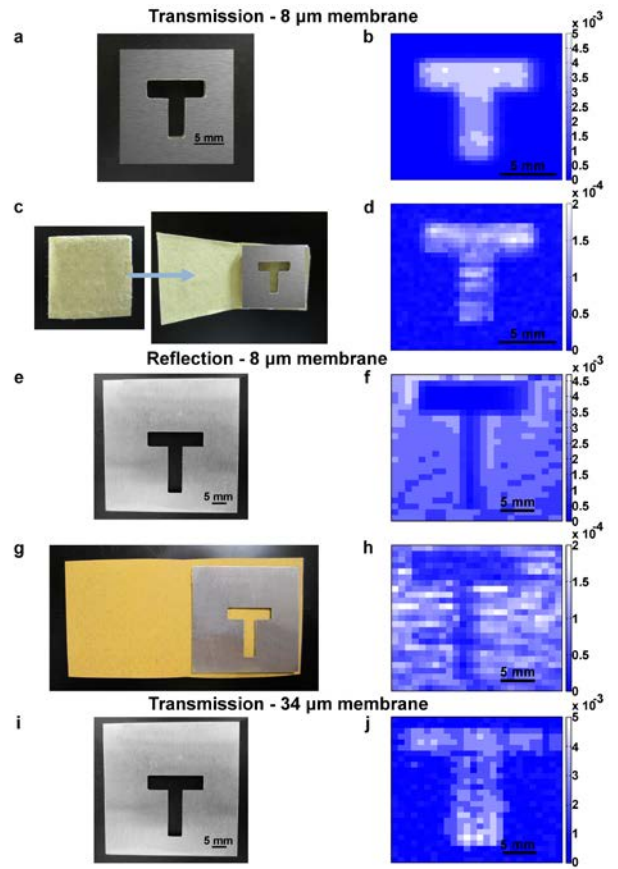 Transmission - 8 µm membrane
a
5 mm
b
x 10⁻³
5
4
3.5
3
2.5
2
1.5
1
0.5
0
5 mm
c
d
x 10⁻⁴
2
1.5
1
0.5
0
5 mm
Reflection - 8 µm membrane
e
5 mm
f
x 10⁻³
4
3.5
3
2.5
2
1.5
1
0.5
0
5 mm
g
5 mm
h
x 10⁻⁴
2
1.5
1
0.5
0
5 mm
Transmission - 34 µm membrane
i
5 mm
j
x 10⁻³
5
4
3
2
1
0
5 mm